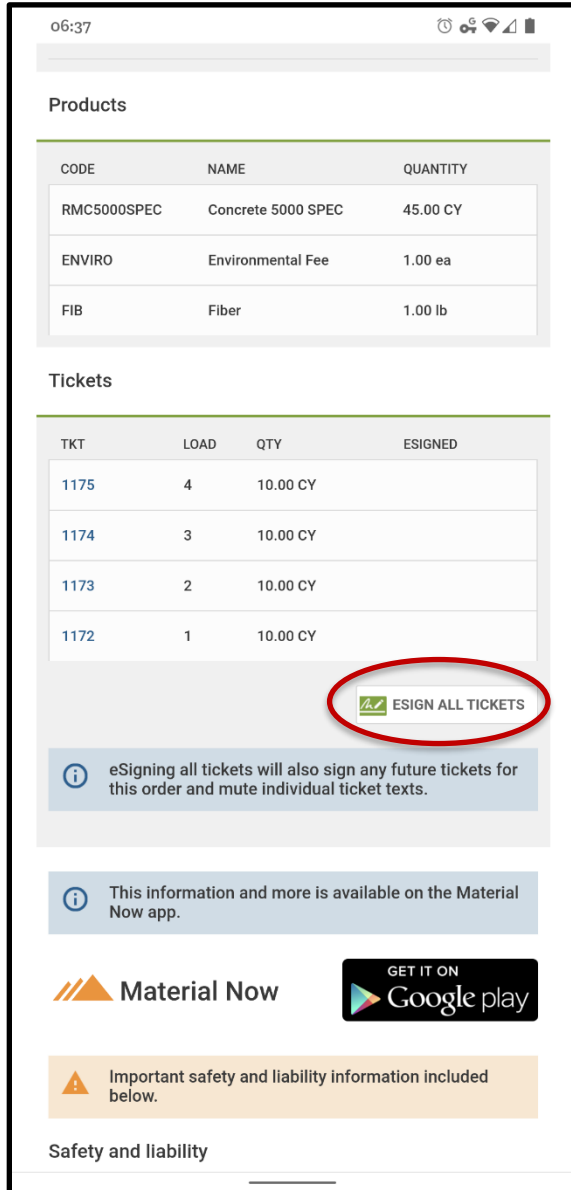 06:37
Products
CODE NAME QUANTITY
RMC5000SPEC Concrete 5000 SPEC 45.00 CY
ENVIRO Environmental Fee 1.00 ea
FIB Fiber 1.00 lb
Tickets
TKT LOAD QTY ESIGNED
1175 4 10.00 CY
1174 3 10.00 CY
1173 2 10.00 CY
1172 1 10.00 CY
ESIGN ALL TICKETS
eSigning all tickets will also sign any future tickets for
this order and mute individual ticket texts.
This information and more is available on the Material
Now app.
Material Now
GET IT ON
Google play
Important safety and liability information included
below.
Safety and liability